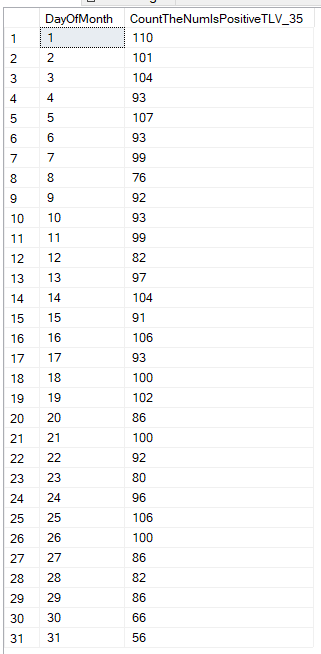 DayOfMonth CountTheNumIsPositiveTLV_35
1 1 110
2 2 101
3 3 104
4 4 93
5 5 107
6 6 93
7 7 99
8 8 76
9 9 92
10 10 93
11 11 99
12 12 82
13 13 97
14 14 104
15 15 91
16 16 106
17 17 93
18 18 100
19 19 102
20 20 86
21 21 100
22 22 92
23 23 80
24 24 96
25 25 106
26 26 100
27 27 86
28 28 82
29 29 86
30 30 66
31 31 56